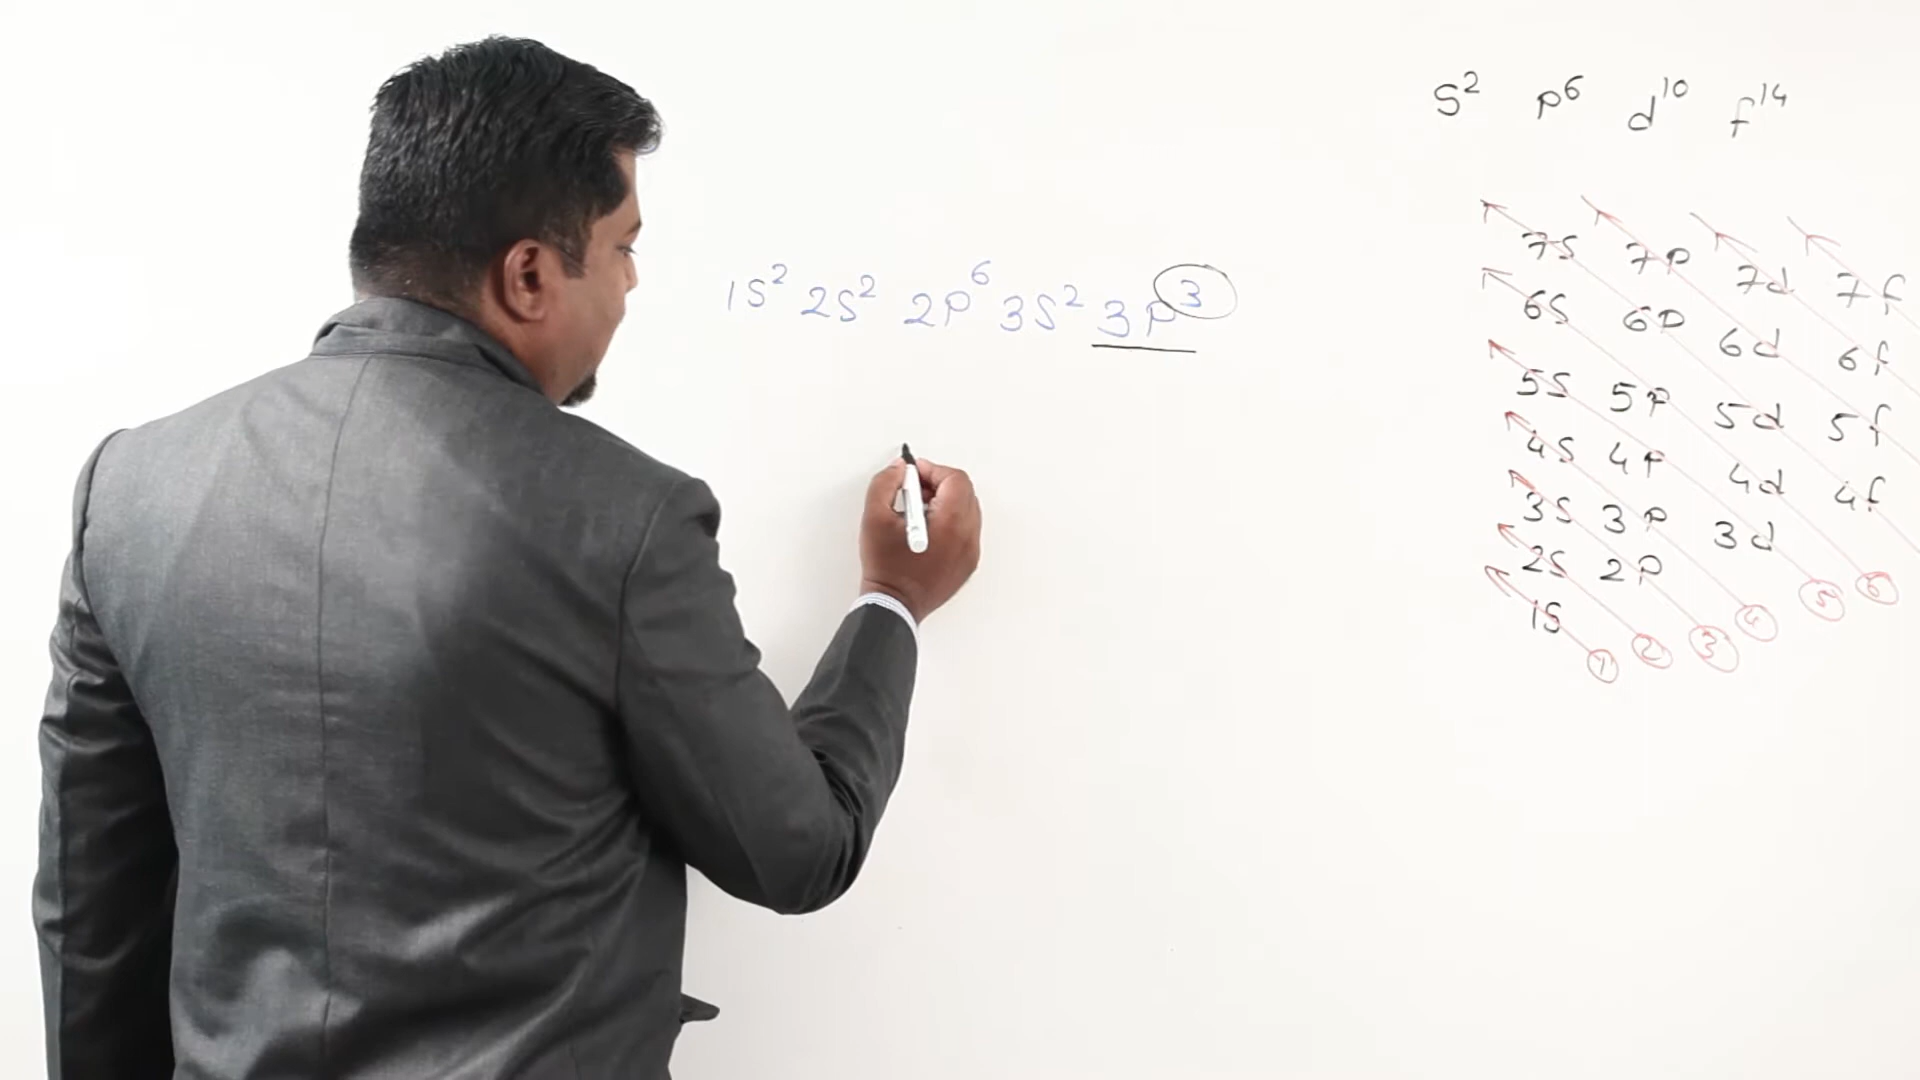 1S² 2S² 2P⁶ 3S² 3P³
S² P⁶ d¹⁰ f¹⁴
7S 7P 7d 7f
6S 6P 6d 6f
5S 5P 5d 5f
4S 4P 4d 4f
3S 3P 3d
2S 2P
1S
1 2 3 4 5 6